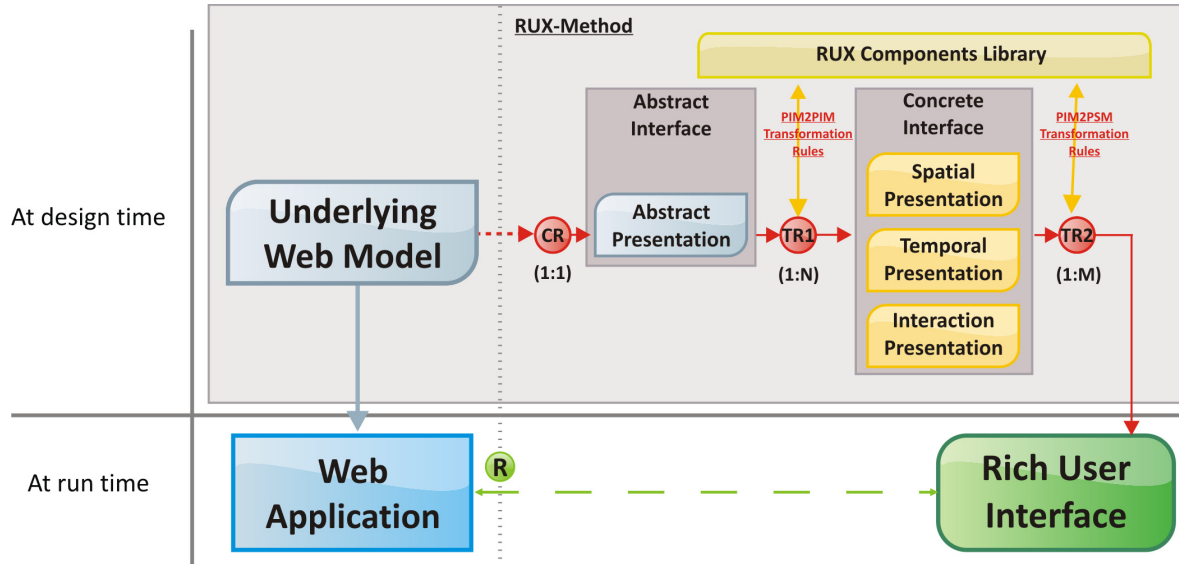 RUX-Method
RUX Components Library
Abstract
Interface
PIM2PIM
Transformation
Rules
Concrete
Interface
PIM2PSM
Transformation
Rules
At design time
Underlying
Web Model
CR
(1:1)
Abstract
Presentation
TR1
(1:N)
Spatial
Presentation
Temporal
Presentation
Interaction
Presentation
TR2
(1:M)
At run time
Web
Application
R
Rich User
Interface